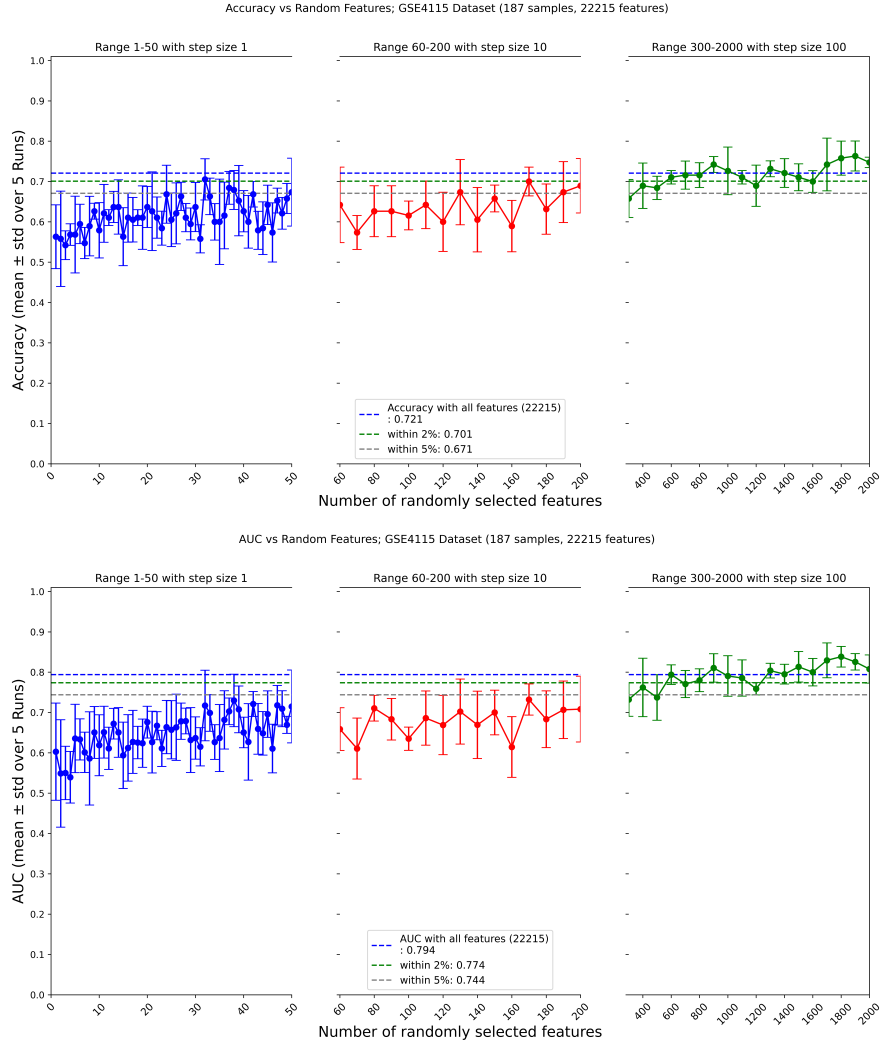 Accuracy vs Random Features; GSE4115 Dataset (187 samples, 22215 features)
Range 1-50 with step size 1
Range 60-200 with step size 10
Range 300-2000 with step size 100
Accuracy (mean ± std over 5 Runs)
1.0
0.9
0.8
0.7
0.6
0.5
0.4
0.3
0.2
0.1
0.0
Accuracy with all features (22215)
: 0.721
within 2%: 0.701
within 5%: 0.671
0 10 20 30 40 50
60 80 100 120 140 160 180 200
400 600 800 1000 1200 1400 1600 1800 2000
Number of randomly selected features
AUC vs Random Features; GSE4115 Dataset (187 samples, 22215 features)
Range 1-50 with step size 1
Range 60-200 with step size 10
Range 300-2000 with step size 100
AUC (mean ± std over 5 Runs)
1.0
0.9
0.8
0.7
0.6
0.5
0.4
0.3
0.2
0.1
0.0
AUC with all features (22215)
: 0.794
within 2%: 0.774
within 5%: 0.744
0 10 20 30 40 50
60 80 100 120 140 160 180 200
400 600 800 1000 1200 1400 1600 1800 2000
Number of randomly selected features